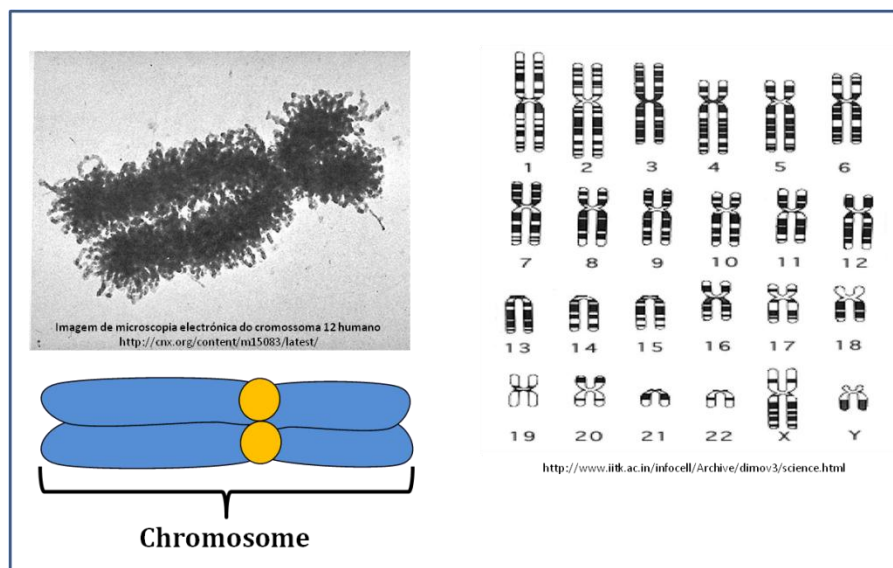 Imagem de microscopia electrónica do cromossoma 12 humano
http://cnx.org/content/m15083/latest/
Chromosome
1 2 3 4 5 6
7 8 9 10 11 12
13 14 15 16 17 18
19 20 21 22 X Y
http://www.iitk.ac.in/infocell/Archive/dimov3/science.html